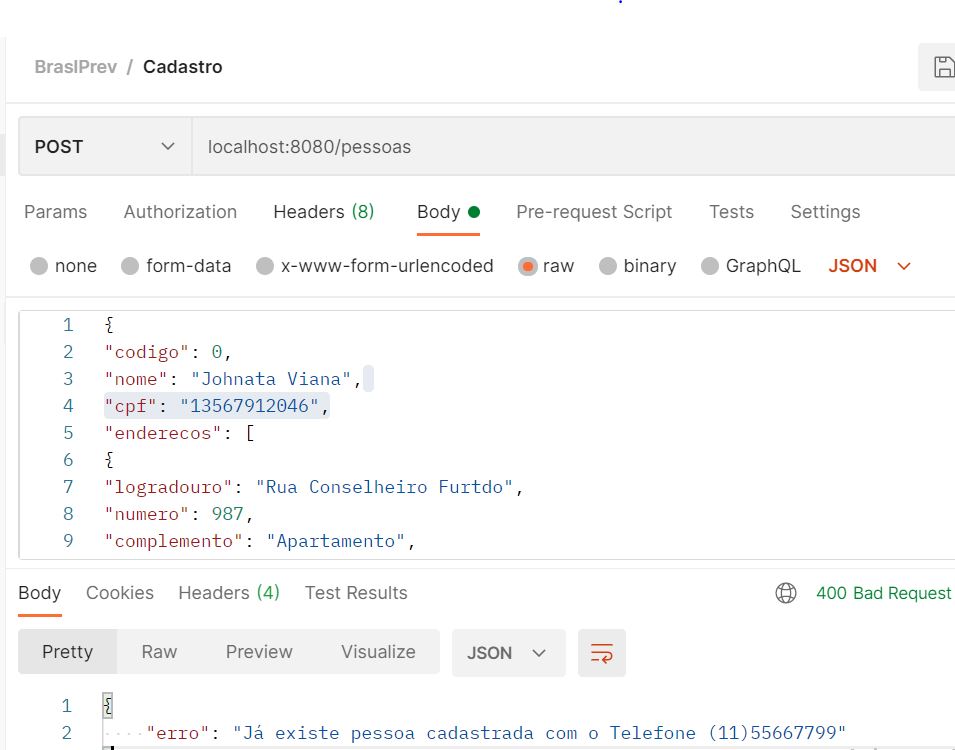 BraslPrev / Cadastro
POST localhost:8080/pessoas
Params Authorization Headers (8) Body Pre-request Script Tests Settings
none form-data x-www-form-urlencoded raw binary GraphQL JSON
1 {
2 "codigo": 0,
3 "nome": "Johnata Viana",
4 "cpf": "13567912046",
5 "enderecos": [
6 {
7 "logradouro": "Rua Conselheiro Furtdo",
8 "numero": 987,
9 "complemento": "Apartamento",
Body Cookies Headers (4) Test Results 400 Bad Request
Pretty Raw Preview Visualize JSON
1 {
2 "erro": "Já existe pessoa cadastrada com o Telefone (11)55667799"